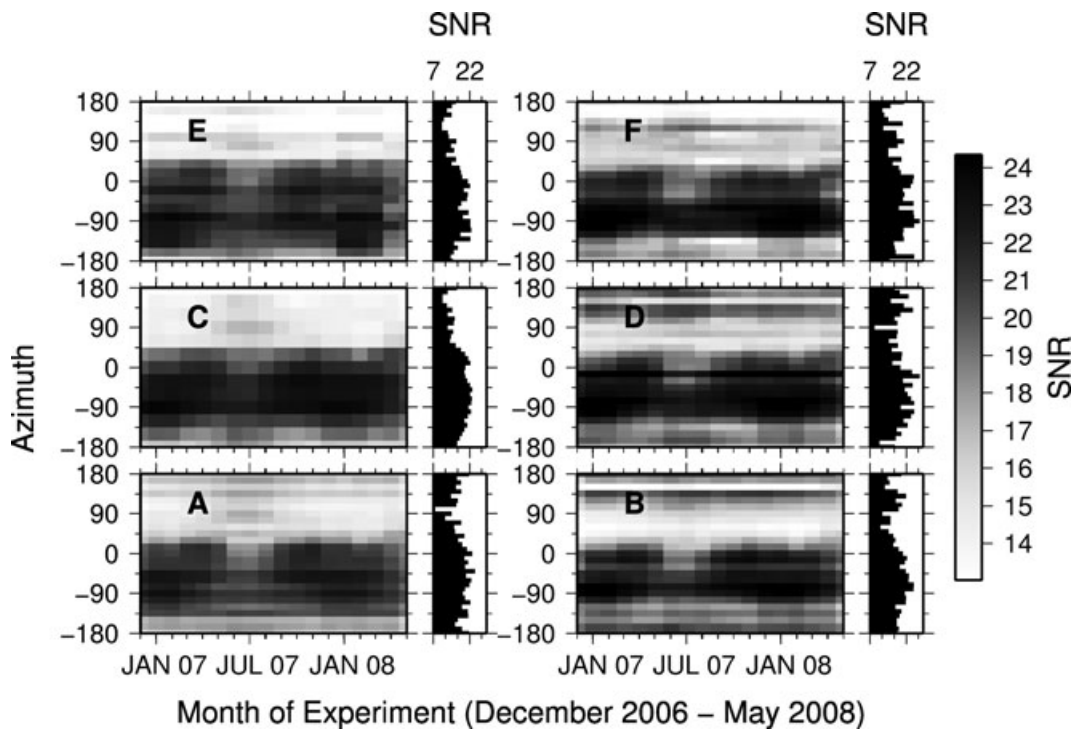 SNR SNR
7 22 7 22
180 180
90 E 90 F
0 0
−90 −90
−180 −180
180 180
90 C 90 D
0 0
−90 −90
−180 −180
180 180
90 A 90 B
0 0
−90 −90
−180 −180
Azimuth
JAN 07 JUL 07 JAN 08 JAN 07 JUL 07 JAN 08
Month of Experiment (December 2006 − May 2008)
24
23
22
21
20
19
18
17
16
15
14
SNR